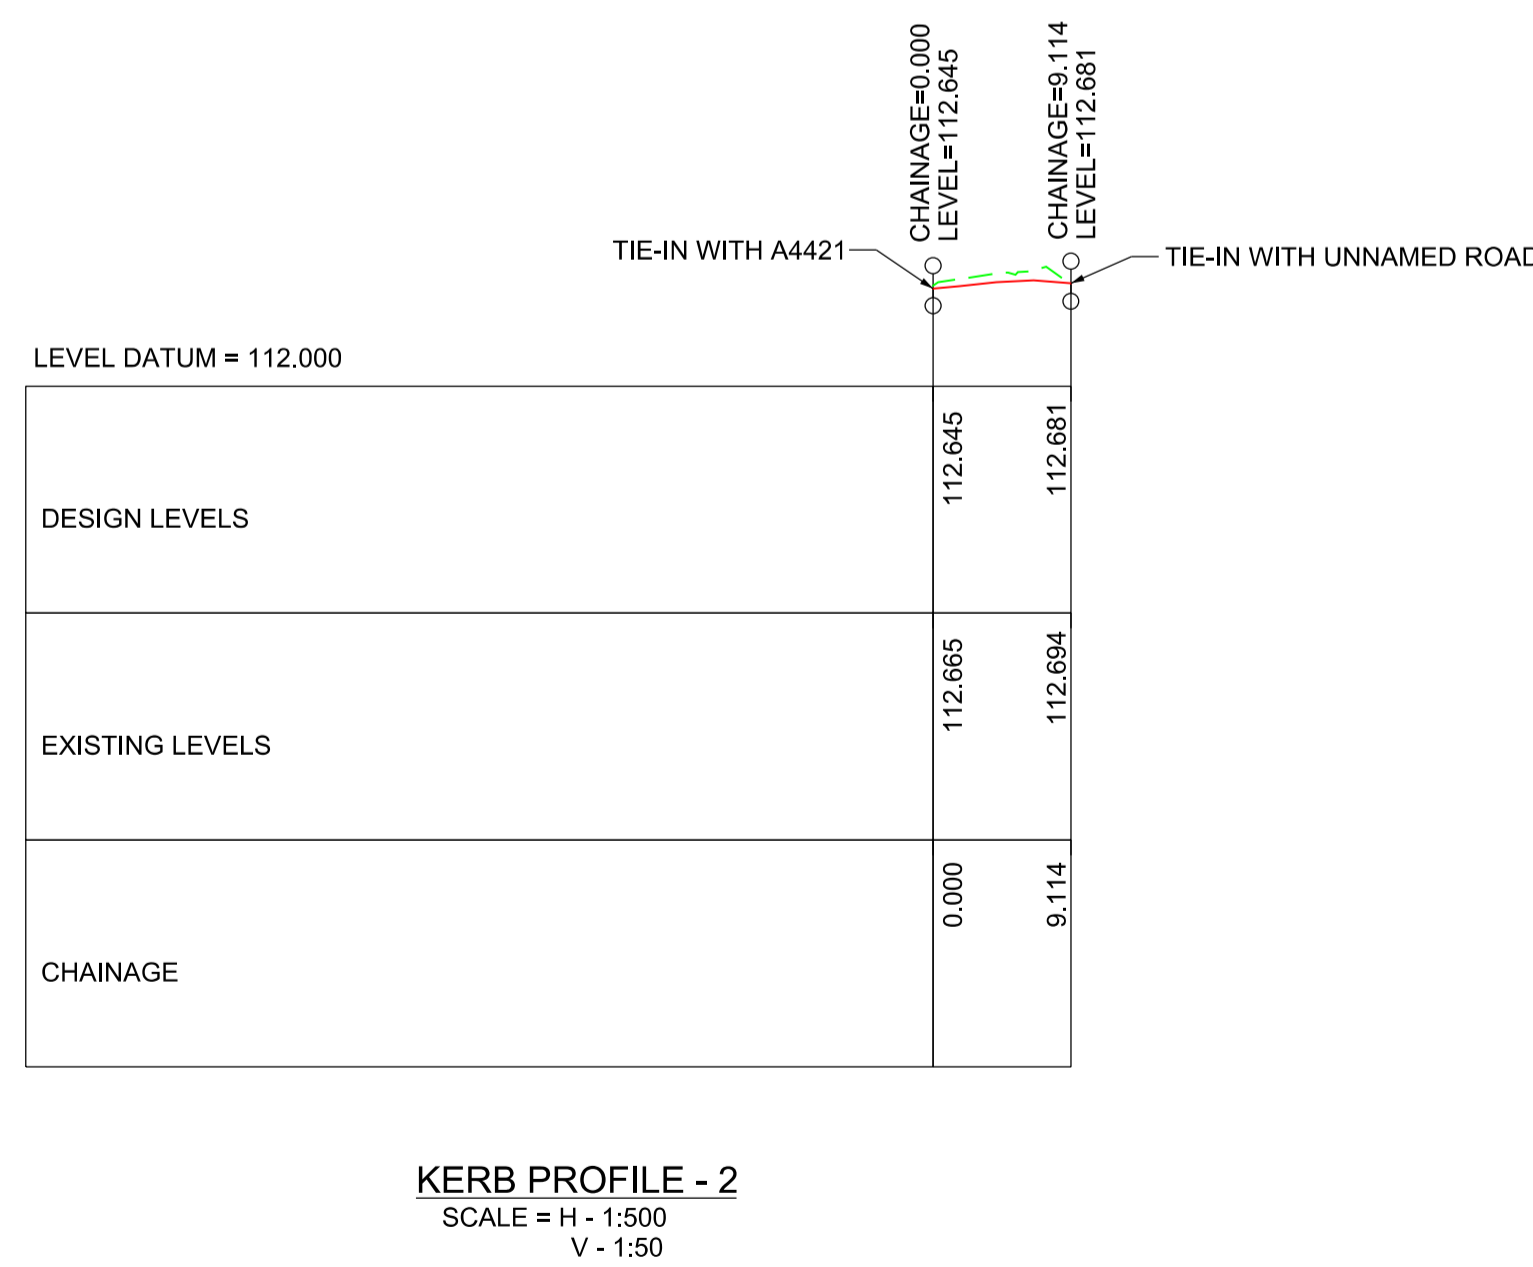 CHAINAGE=0.000
LEVEL=112.645
CHAINAGE=9.114
LEVEL=112.681
TIE-IN WITH A4421
TIE-IN WITH UNNAMED ROAD
LEVEL DATUM = 112.000
DESIGN LEVELS
112.645
112.681
EXISTING LEVELS
112.665
112.694
CHAINAGE
0.000
9.114
KERB PROFILE - 2
SCALE = H - 1:500
V - 1:50